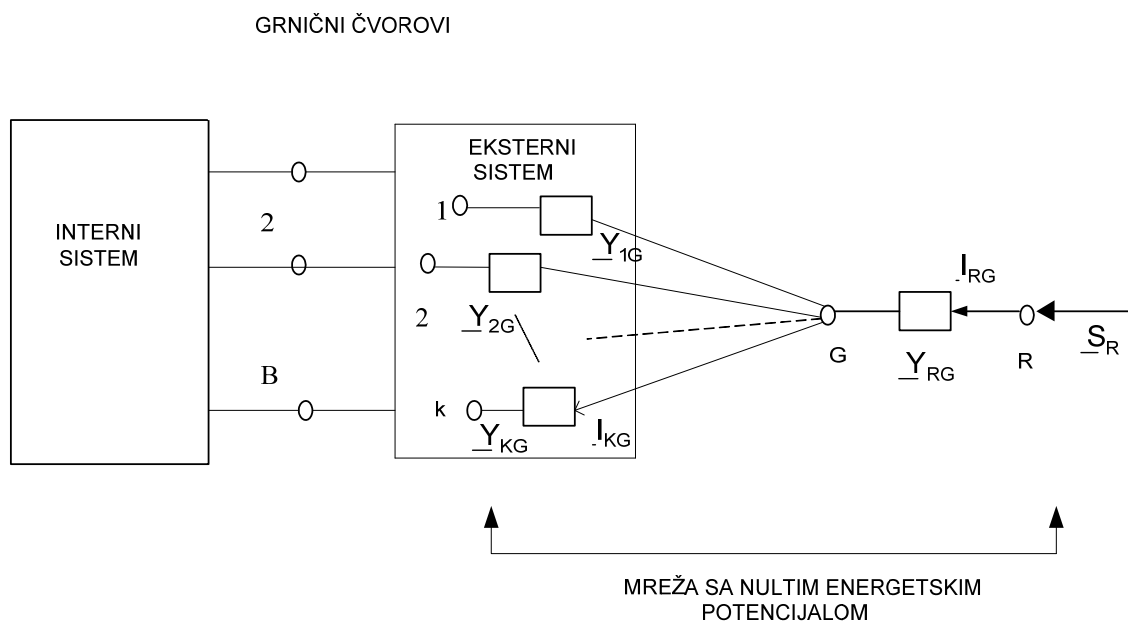 GRNIČNI ČVOROVI
INTERNI
SISTEM
2
B
EKSTERNI
SISTEM
1
Y1G
2
Y2G
k
YKG
IKG
G
YRG
IRG
R
SR
MREŽA SA NULTIM ENERGETSKIM
POTENCIJALOM